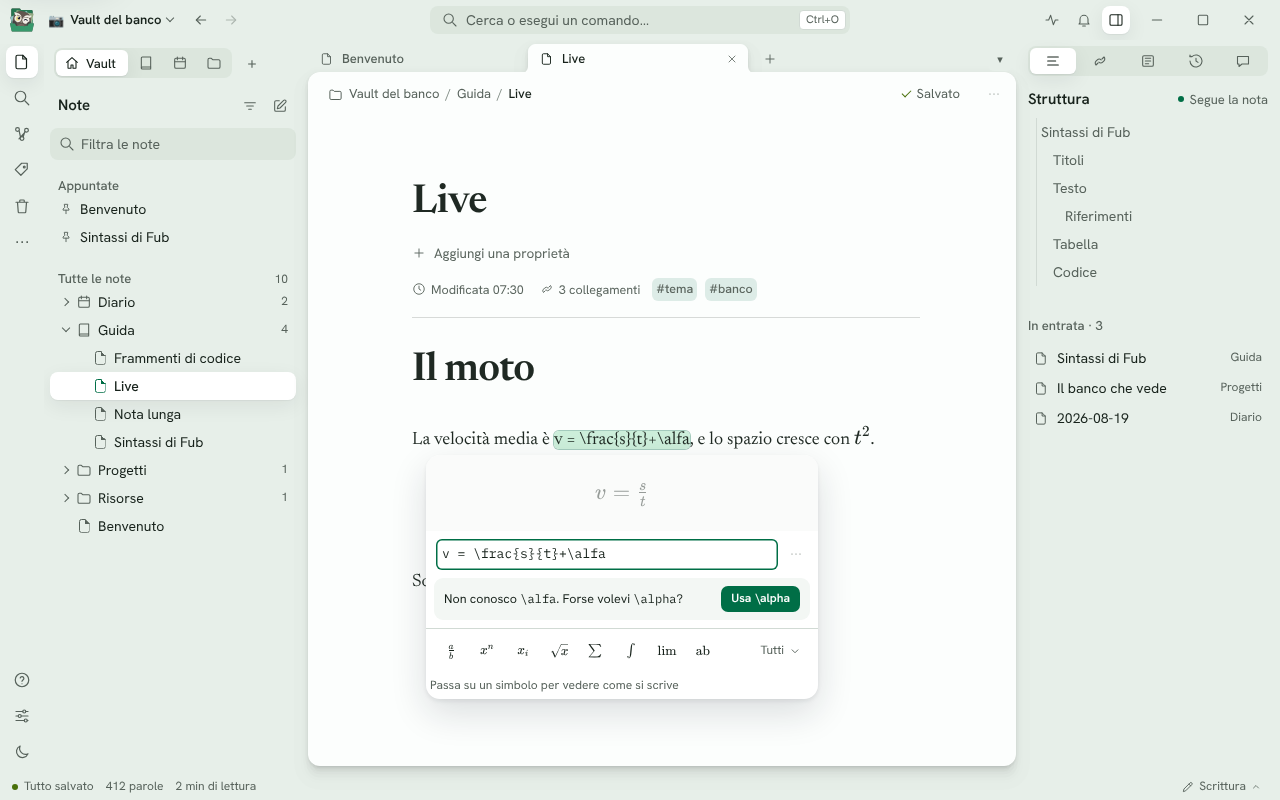 Vault del banco
Cerca o esegui un comando…
Ctrl+O
Vault
Note
Filtra le note
Appuntate
Benvenuto
Sintassi di Fub
Tutte le note 10
Diario 2
Guida 4
Frammenti di codice
Live
Nota lunga
Sintassi di Fub
Progetti 1
Risorse 1
Benvenuto
Benvenuto
Live
Vault del banco / Guida / Live
Salvato
Live
Aggiungi una proprietà
Modificata 07:30 3 collegamenti #tema #banco
Il moto
La velocità media è v = \frac{s}{t}+\alfa, e lo spazio cresce con t².
v = s/t
v = \frac{s}{t}+\alfa
Sc
Non conosco \alfa. Forse volevi \alpha?
Usa \alpha
a/b xⁿ xᵢ √x ∑ ∫ lim ab Tutti
Passa su un simbolo per vedere come si scrive
Struttura
Segue la nota
Sintassi di Fub
Titoli
Testo
Riferimenti
Tabella
Codice
In entrata · 3
Sintassi di Fub Guida
Il banco che vede Progetti
2026-08-19 Diario
Tutto salvato 412 parole 2 min di lettura
Scrittura